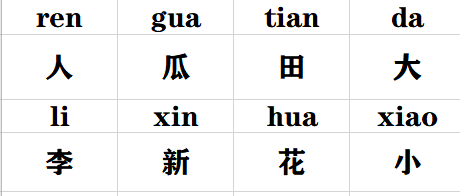 ren gua tian da
人 瓜 田 大
li xin hua xiao
李 新 花 小